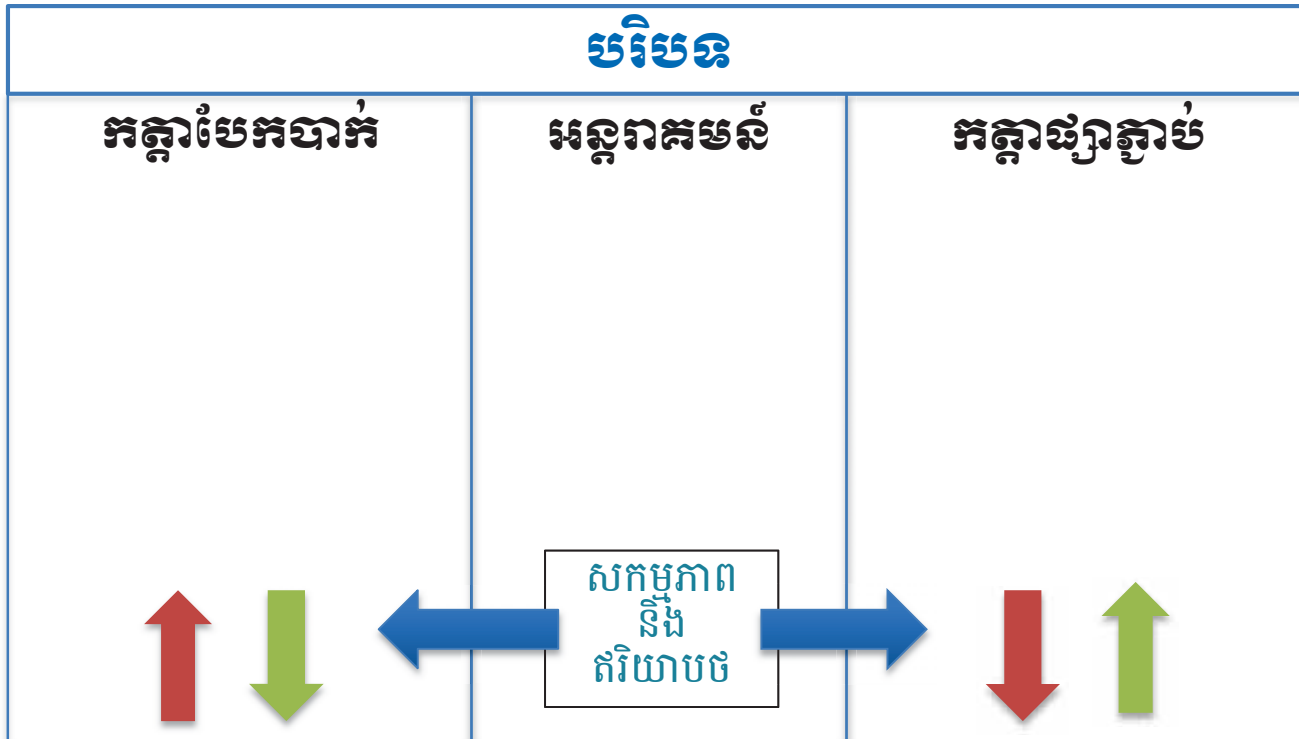 បរិបទ
កត្តាបែកបាក់
អន្តរាគមន៍
កត្តាផ្សាភ្ជាប់
សកម្មភាព
និង
ឥរិយាបថ